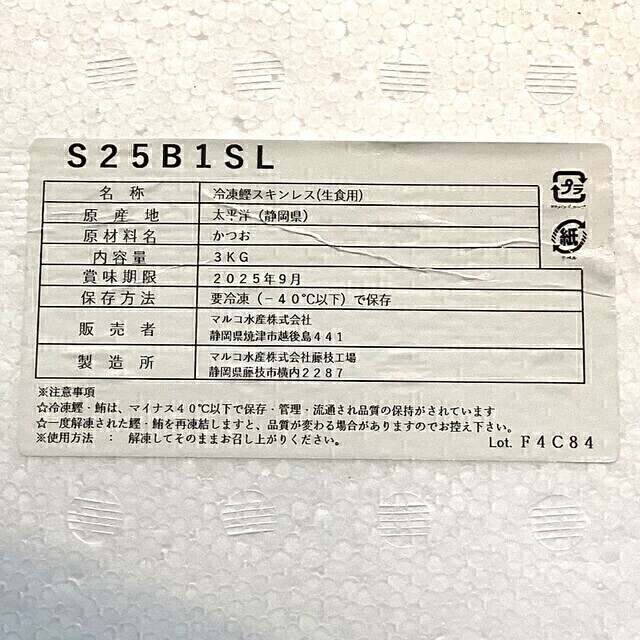 S25B1SL
名称 冷凍鰹スキンレス(生食用)
原産地 太平洋（静岡県）
原材料名 かつお
内容量 3KG
賞味期限 2025年9月
保存方法 要冷凍（－40℃以下）で保存
販売者 マルコ水産株式会社
静岡県焼津市越後島441
製造所 マルコ水産株式会社藤枝工場
静岡県藤枝市横内2287
プラ
紙
※注意事項
☆冷凍鰹・鮪は、マイナス40℃以下で保存・管理・流通され品質の保持がされています
☆一度解凍された鰹・鮪を再凍結しますと、品質が変わる場合がありますのでお控え下さい。
※使用方法 ： 解凍してそのままお召し上がりください。
Lot. F4C84